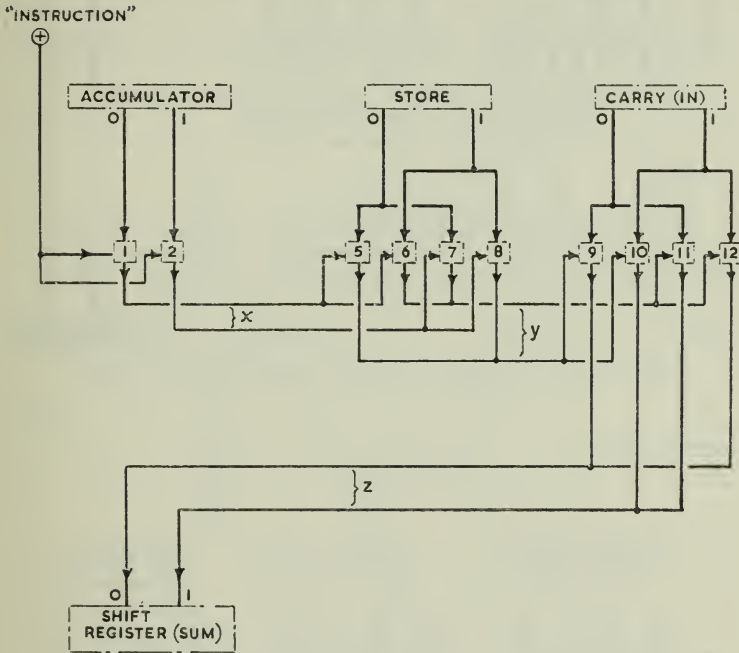 "INSTRUCTION"
+
ACCUMULATOR
STORE
CARRY (IN)
0 1
0 1
0 1
1 2
5 6 7 8
9 10 11 12
x
y
z
0 1
SHIFT
REGISTER (SUM)